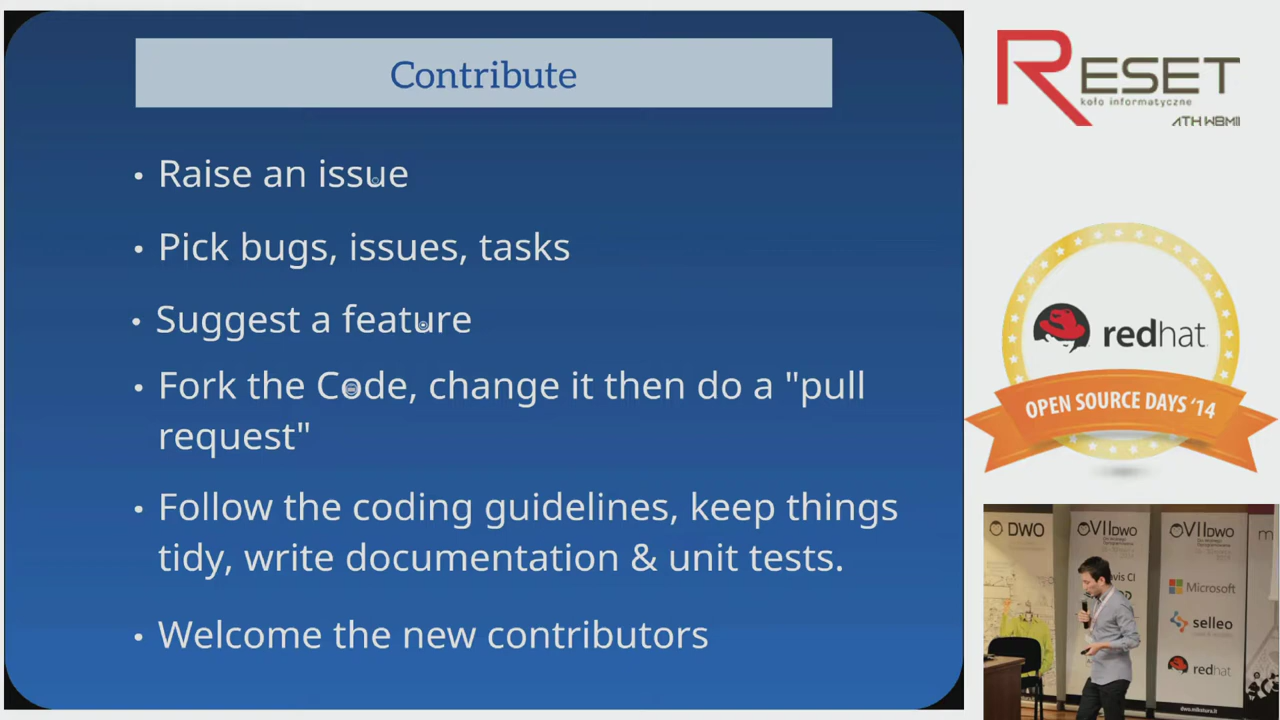 Contribute
• Raise an issue
• Pick bugs, issues, tasks
• Suggest a feature
• Fork the Code, change it then do a "pull
request"
• Follow the coding guidelines, keep things
tidy, write documentation & unit tests.
• Welcome the new contributors
RESET
koło informatyczne
ATH WBMiI
redhat
OPEN SOURCE DAYS '14
DWO
VII DWO
VII DWO
Microsoft
selleo
redhat